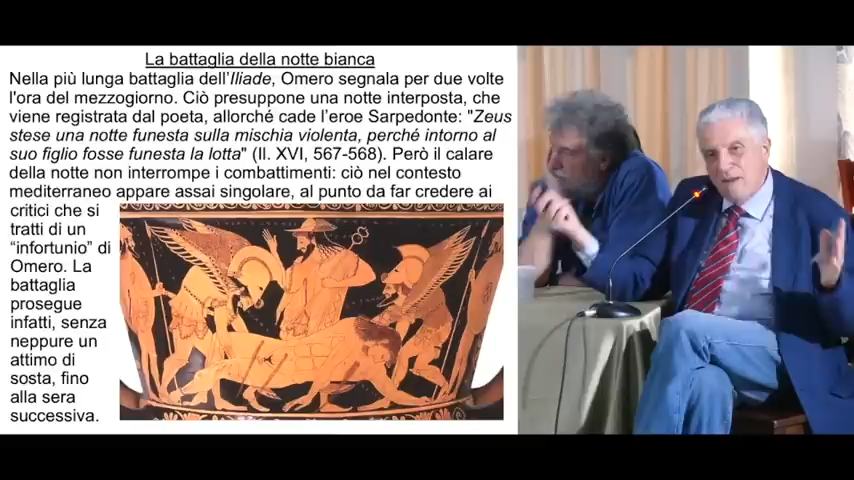 La battaglia della notte bianca
Nella più lunga battaglia dell'Iliade, Omero segnala per due volte
l'ora del mezzogiorno. Ciò presuppone una notte interposta, che
viene registrata dal poeta, allorché cade l'eroe Sarpedonte: "Zeus
stese una notte funesta sulla mischia violenta, perché intorno al
suo figlio fosse funesta la lotta" (Il. XVI, 567-568). Però il calare
della notte non interrompe i combattimenti: ciò nel contesto
mediterraneo appare assai singolare, al punto da far credere ai
critici che si
tratti di un
“infortunio” di
Omero. La
battaglia
prosegue
infatti, senza
neppure un
attimo di
sosta, fino
alla sera
successiva.